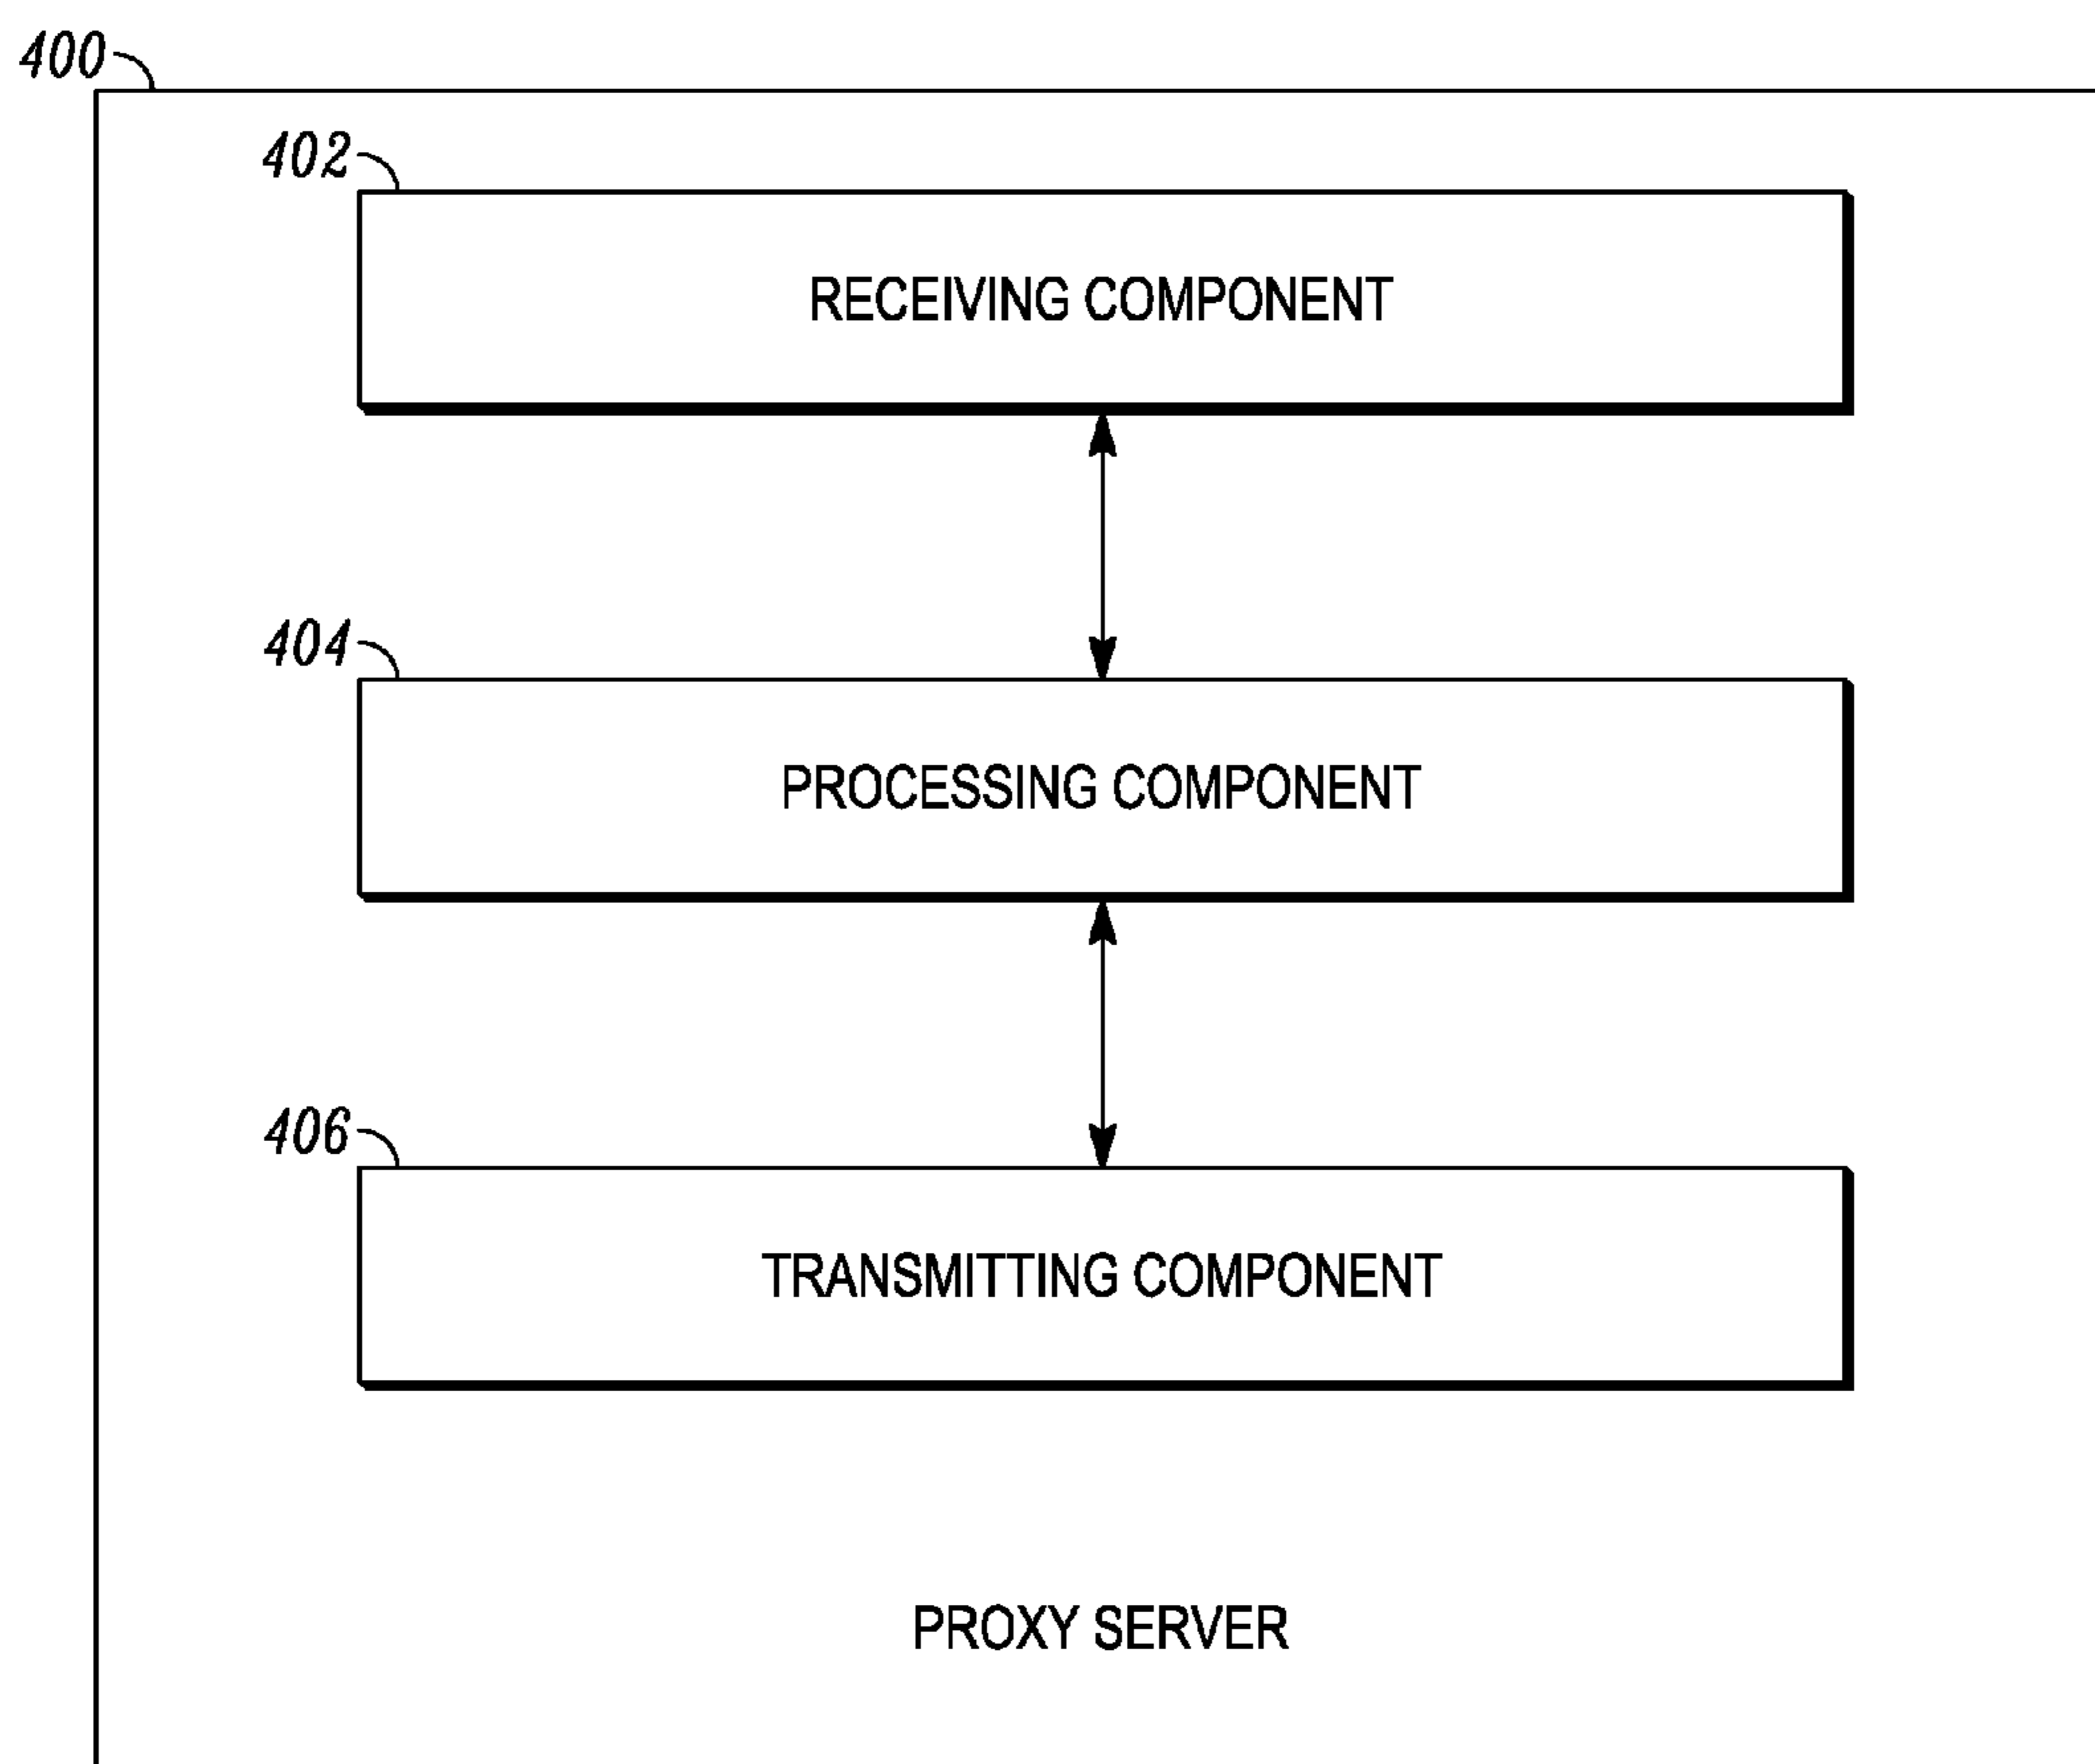 400
402
RECEIVING COMPONENT
404
PROCESSING COMPONENT
406
TRANSMITTING COMPONENT
PROXY SERVER